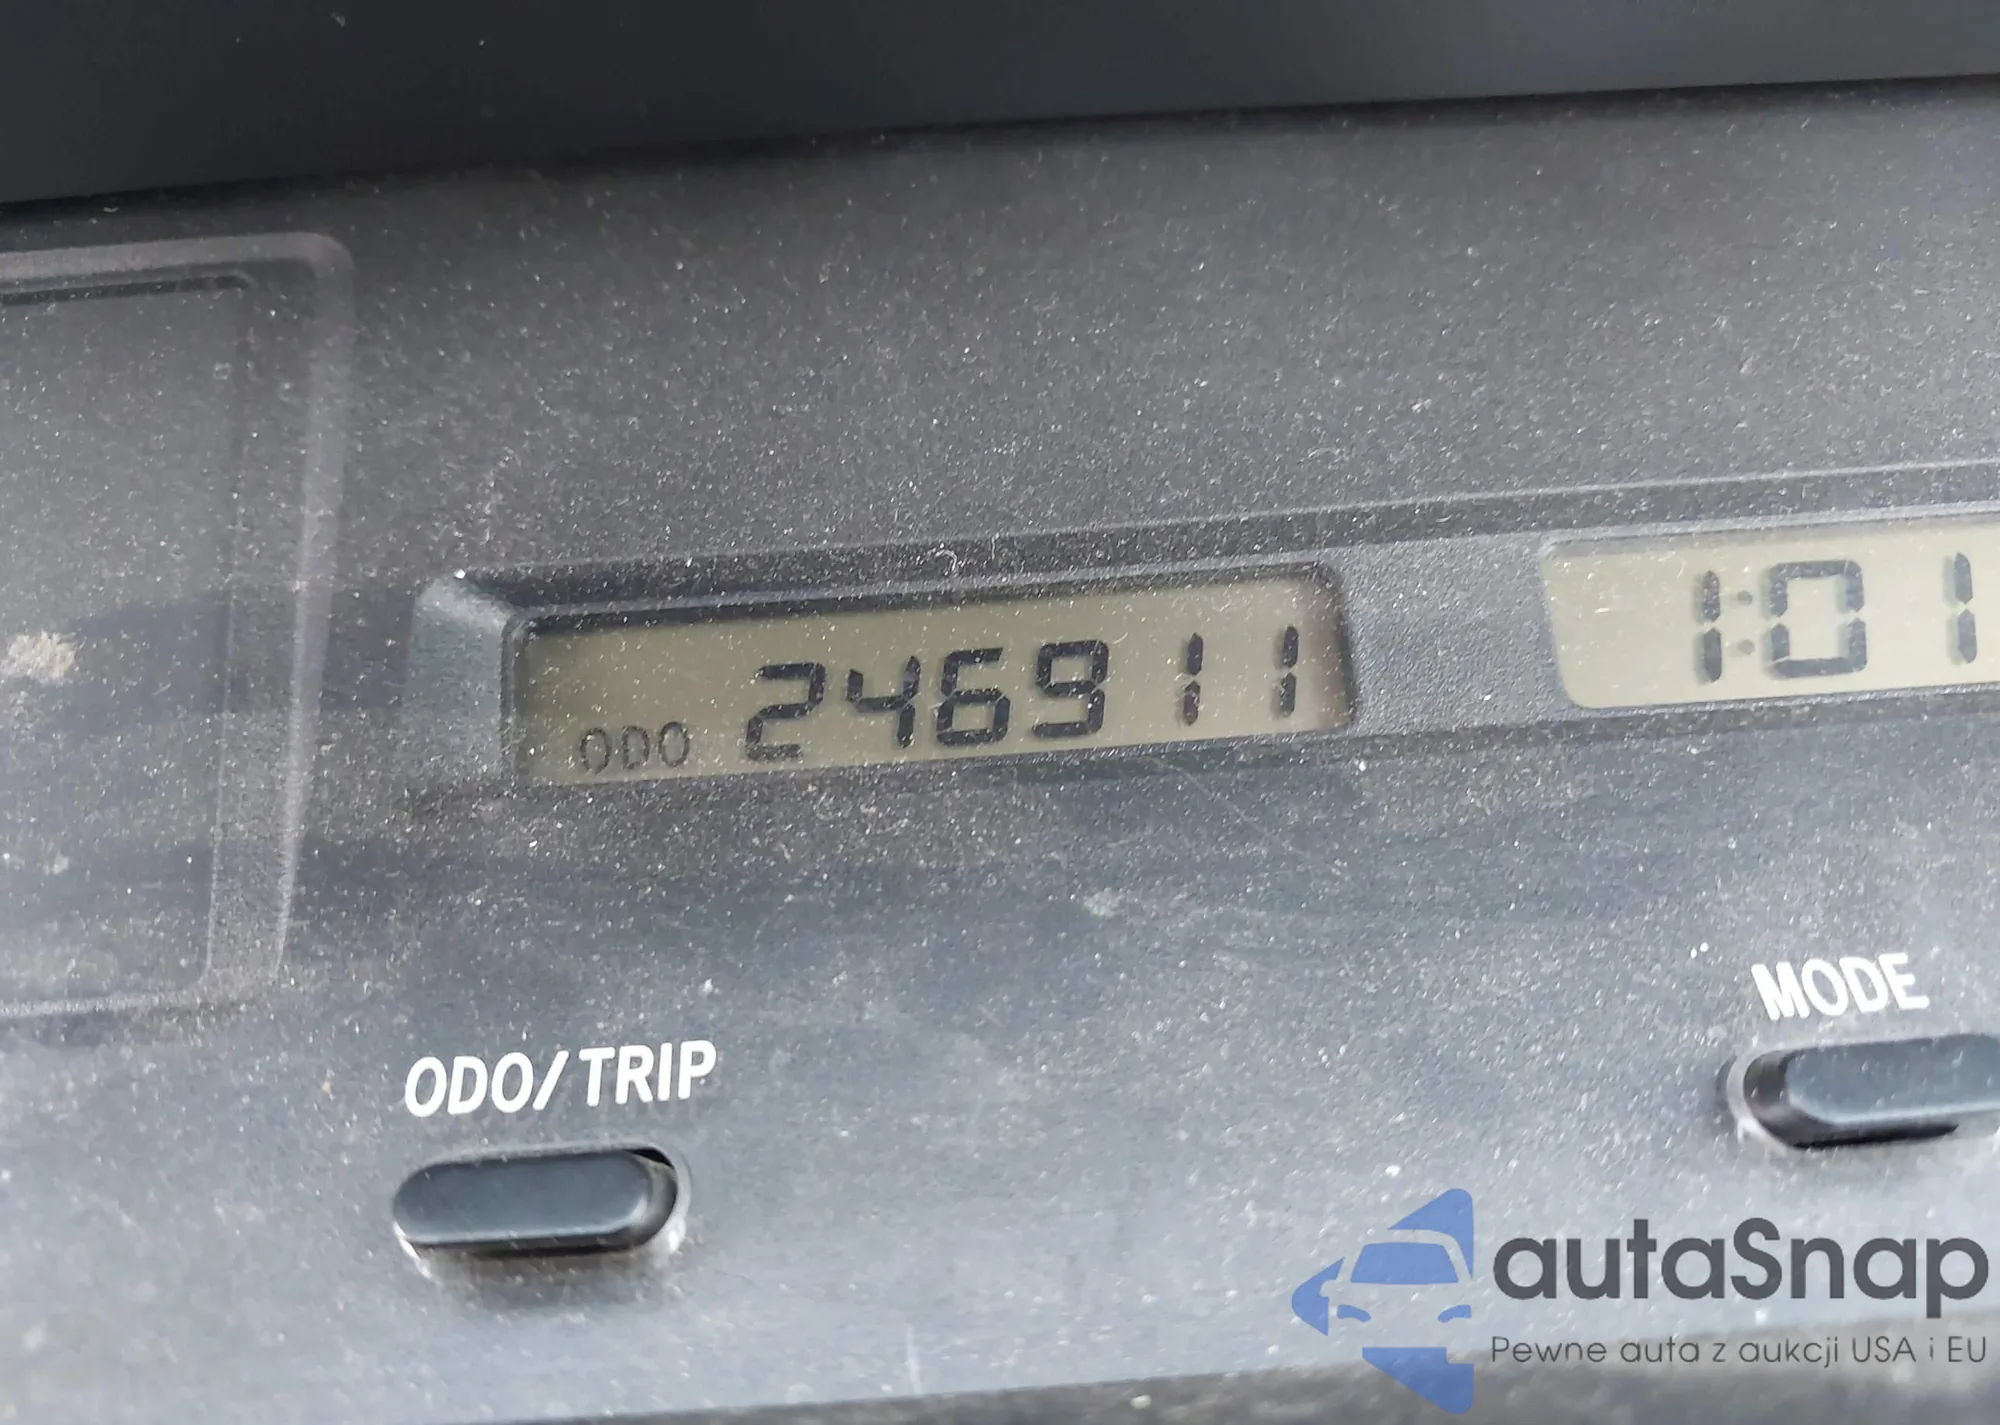 ODO 246911
1:01
MODE
ODO/TRIP
autaSnap
Pewne auta z aukcji USA i EU